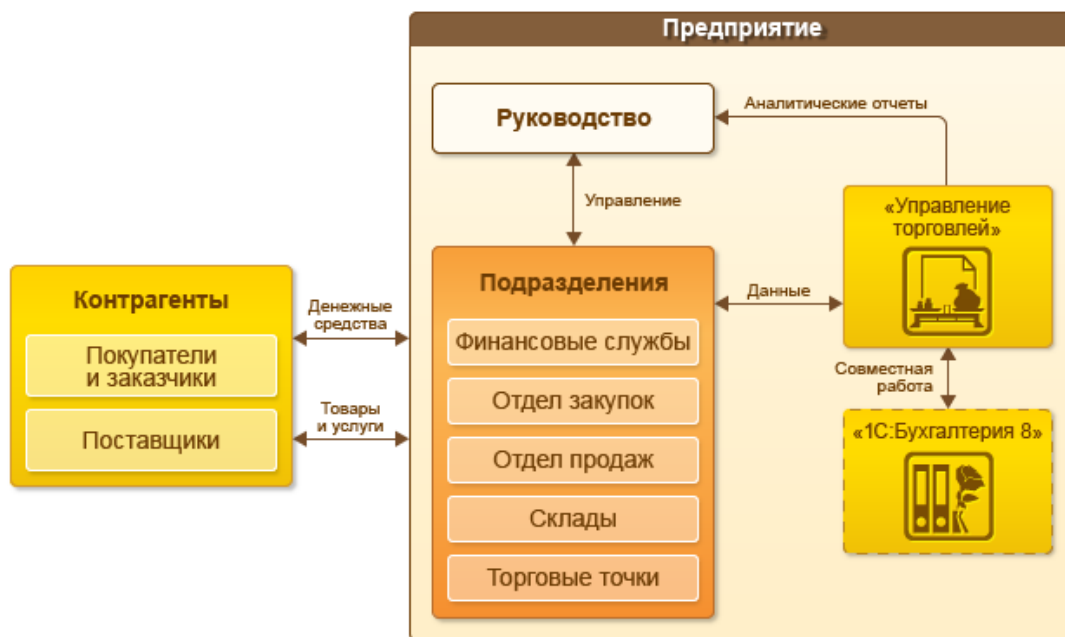 Предприятие
Руководство
Аналитические отчеты
Управление
«Управление
торговлей»
Контрагенты
Покупатели
и заказчики
Поставщики
Денежные
средства
Товары
и услуги
Подразделения
Финансовые службы
Отдел закупок
Отдел продаж
Склады
Торговые точки
Данные
Совместная
работа
«1С:Бухгалтерия 8»